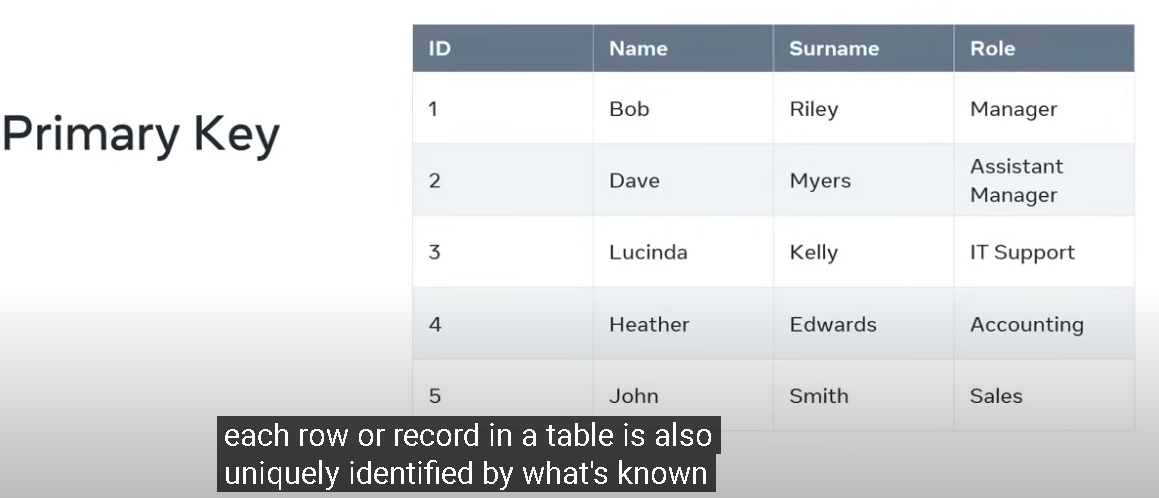 Primary Key
ID Name Surname Role
1 Bob Riley Manager
2 Dave Myers Assistant
Manager
3 Lucinda Kelly IT Support
4 Heather Edwards Accounting
5 John Smith Sales
each row or record in a table is also
uniquely identified by what's known